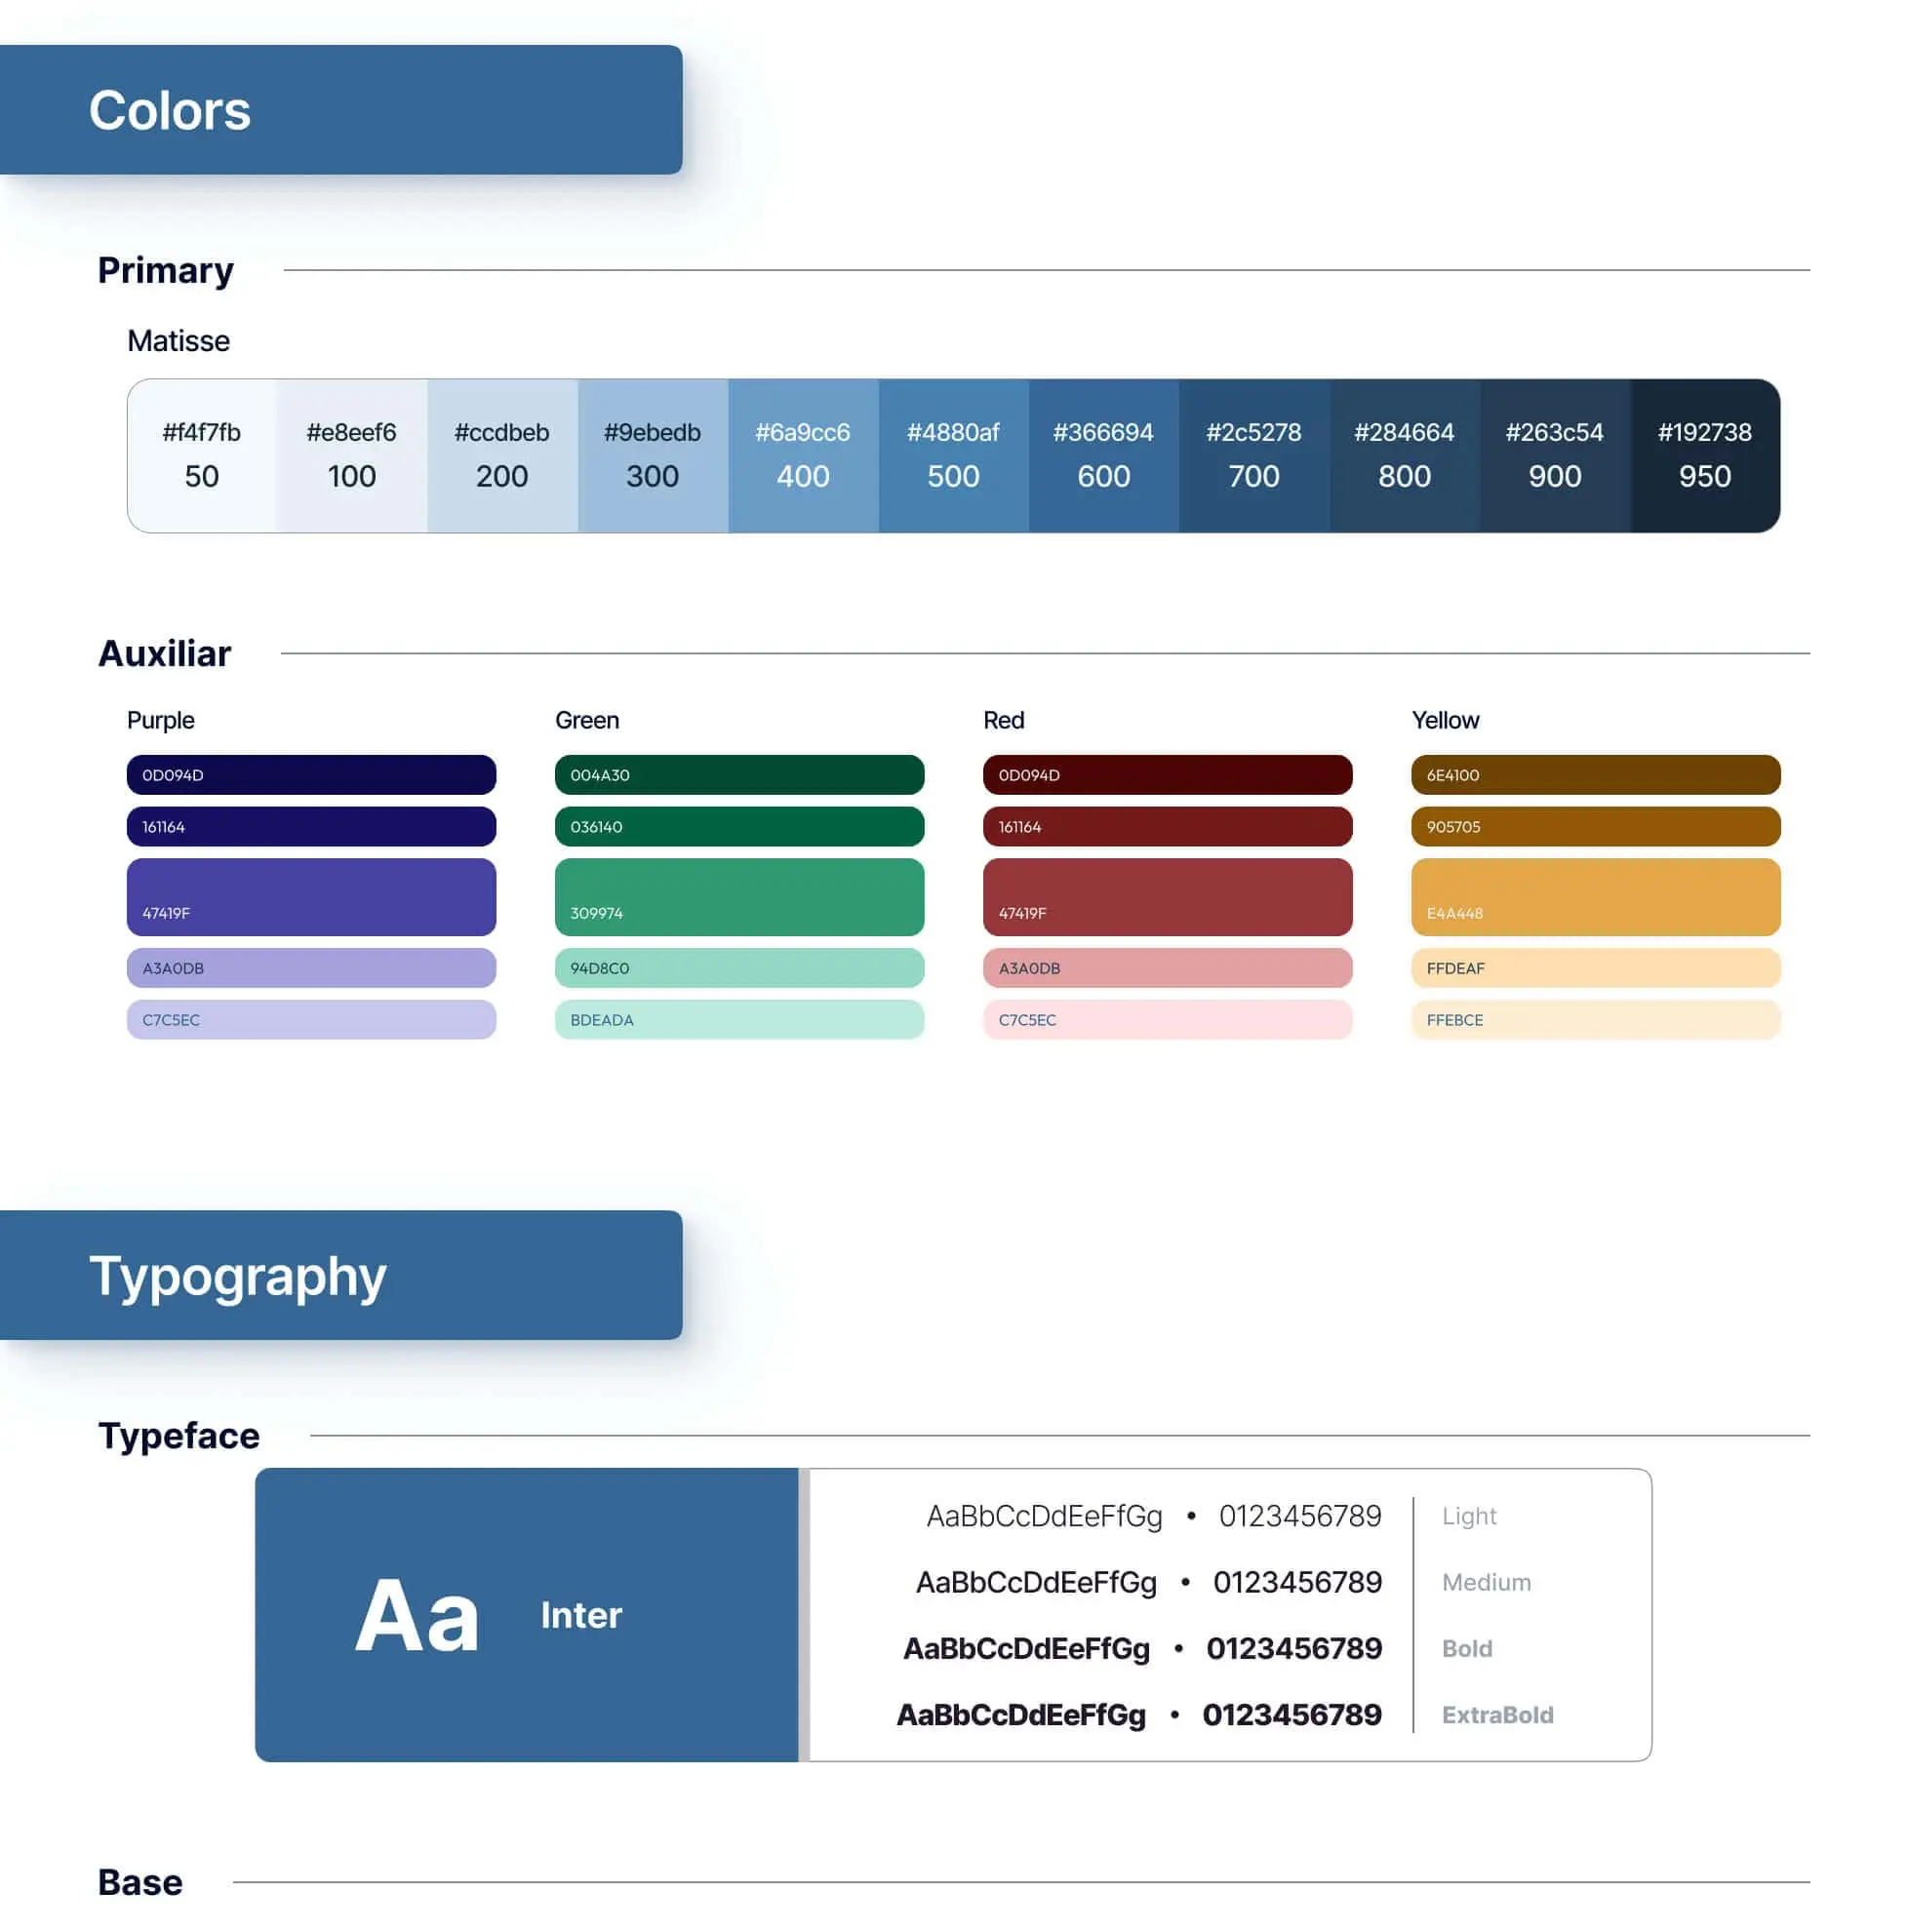 Colors
Primary
Matisse
#f4f7fb #e8eef6 #ccdbeb #9ebedb #6a9cc6 #4880af #366694 #2c5278 #284664 #263c54 #192738
50 100 200 300 400 500 600 700 800 900 950
Auxiliar
Purple Green Red Yellow
0D094D 004A30 0D094D 6E4100
161164 036140 161164 905705
47419F 309974 47419F E4A448
A3A0DB 94D8C0 A3A0DB FFDEAF
C7C5EC BDEADA C7C5EC FFEBCE
Typography
Typeface
Aa Inter
AaBbCcDdEeFfGg • 0123456789 Light
AaBbCcDdEeFfGg • 0123456789 Medium
AaBbCcDdEeFfGg • 0123456789 Bold
AaBbCcDdEeFfGg • 0123456789 ExtraBold
Base